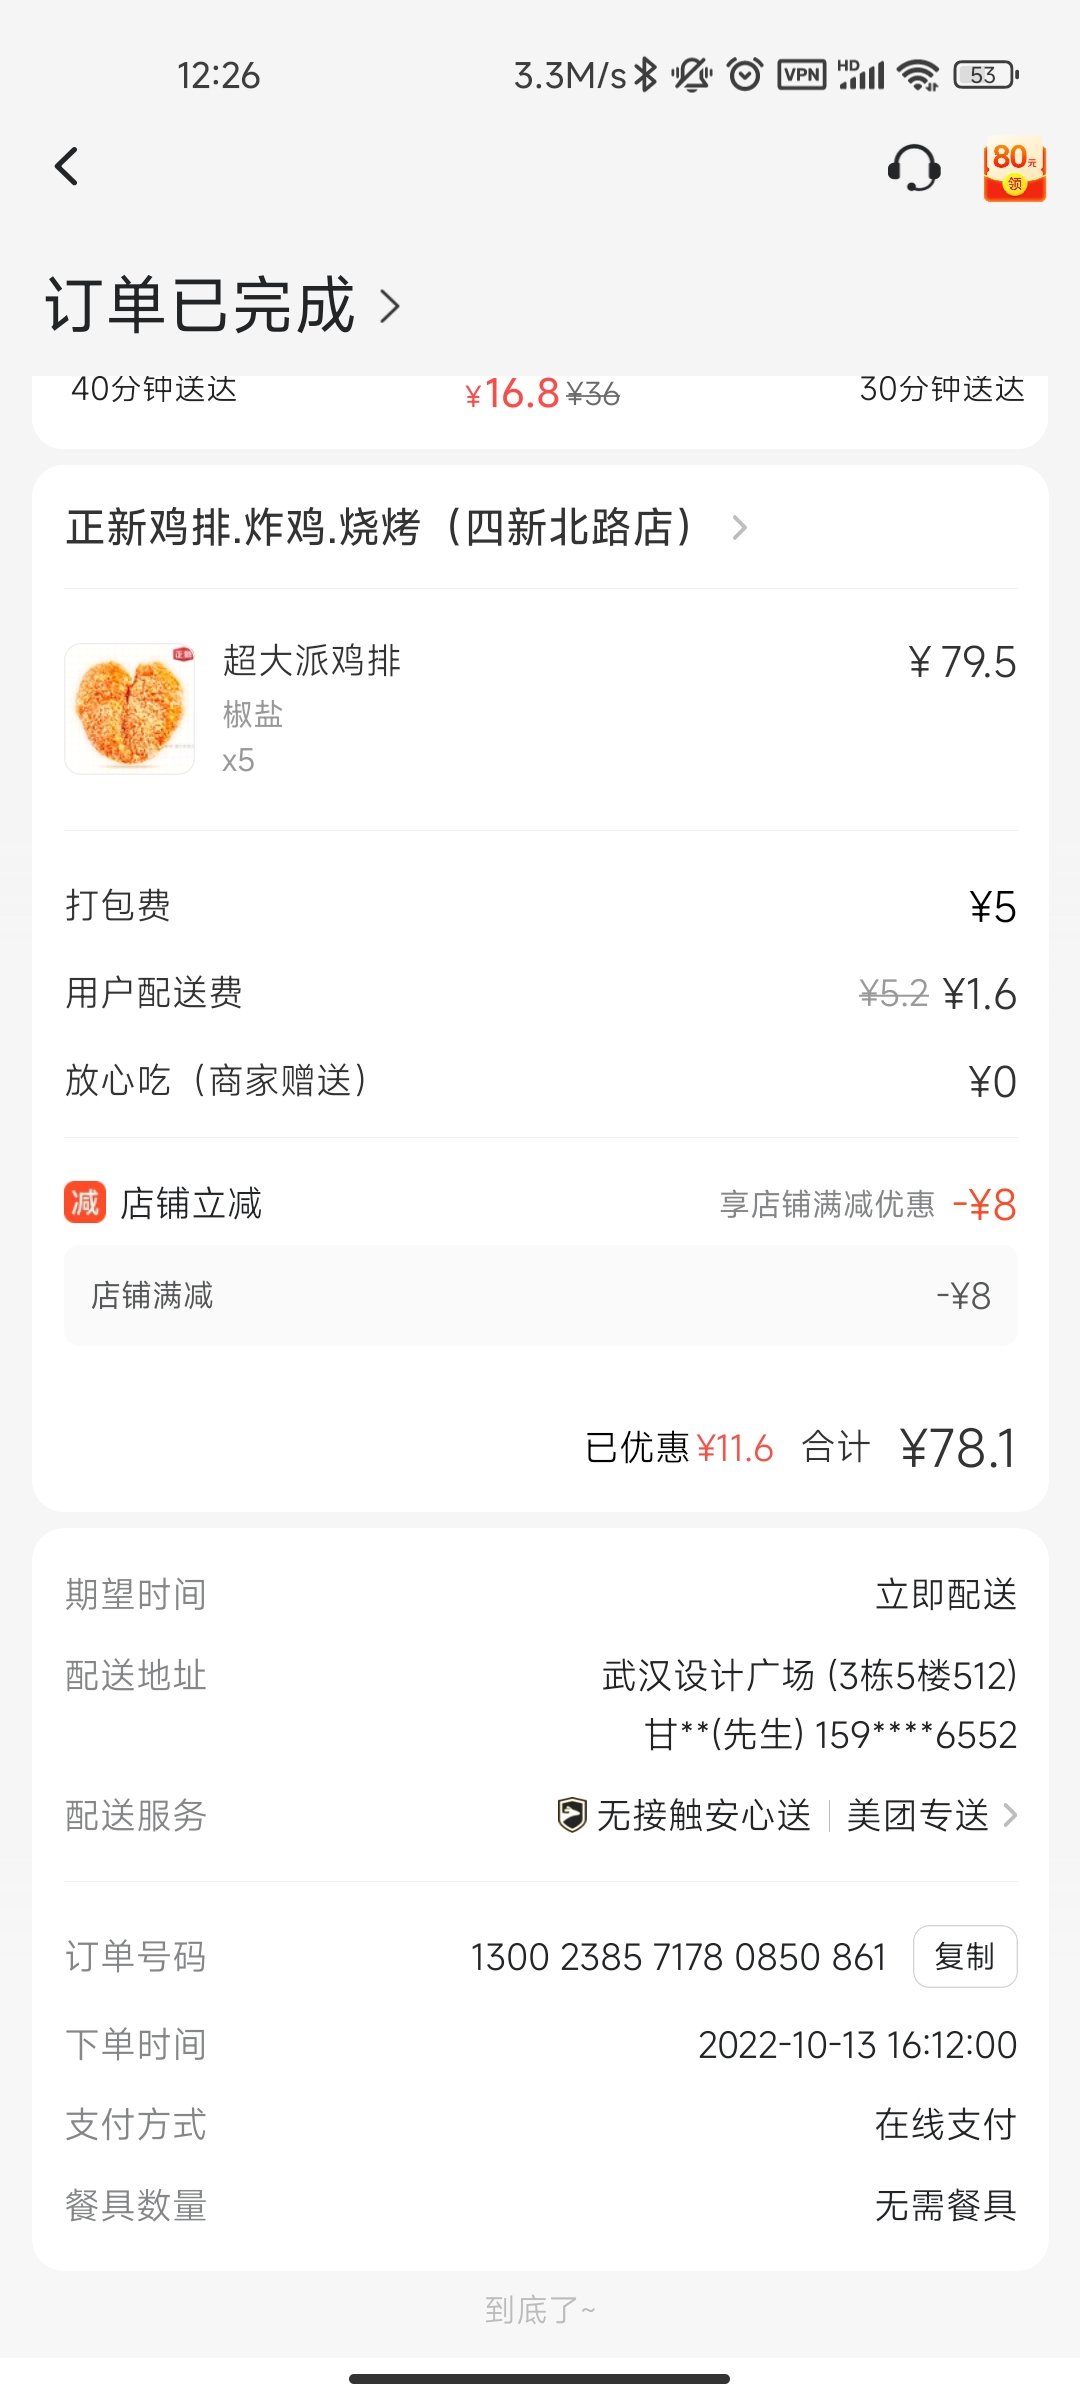 12:26 3.3M/s VPN HD 53
80元
领
订单已完成
40分钟送达 ¥16.8 ¥36 30分钟送达
正新鸡排.炸鸡.烧烤（四新北路店）
正新
超大派鸡排 ¥79.5
椒盐
x5
打包费 ¥5
用户配送费 ¥5.2 ¥1.6
放心吃（商家赠送） ¥0
减 店铺立减 享店铺满减优惠 -¥8
店铺满减 -¥8
已优惠¥11.6 合计 ¥78.1
期望时间 立即配送
配送地址 武汉设计广场 (3栋5楼512)
甘**(先生) 159****6552
配送服务 无接触安心送 美团专送
订单号码 1300 2385 7178 0850 861 复制
下单时间 2022-10-13 16:12:00
支付方式 在线支付
餐具数量 无需餐具
到底了~